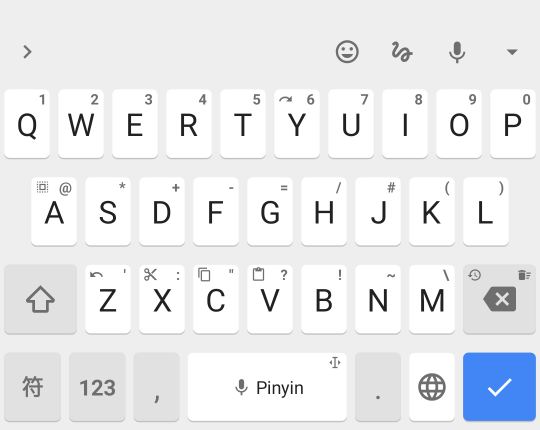 1 2 3 4 5 6 7 8 9 0
Q W E R T Y U I O P
@ * + - = / # ( )
A S D F G H J K L
' : " ? ! ~ \
Z X C V B N M
符 123 , Pinyin .